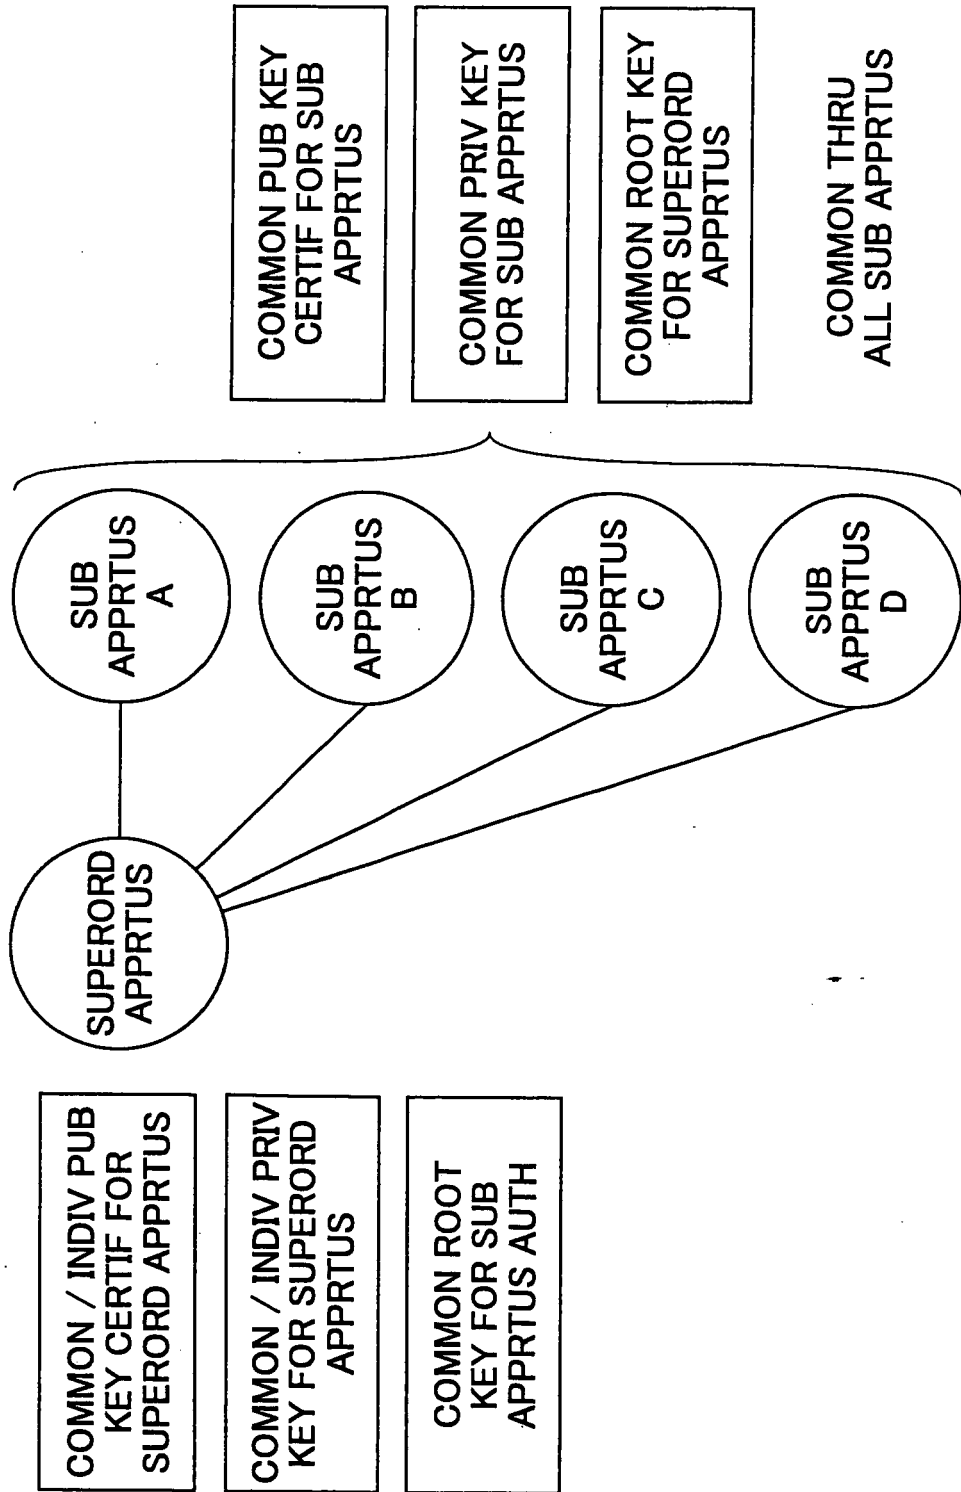 COMMON / INDIV PUB
KEY CERTIF FOR
SUPERORD APPRTUS
COMMON / INDIV PRIV
KEY FOR SUPERORD
APPRTUS
COMMON ROOT
KEY FOR SUB
APPRTUS AUTH
SUPERORD
APPRTUS
SUB
APPRTUS
A
SUB
APPRTUS
B
SUB
APPRTUS
C
SUB
APPRTUS
D
COMMON PUB KEY
CERTIF FOR SUB
APPRTUS
COMMON PRIV KEY
FOR SUB APPRTUS
COMMON ROOT KEY
FOR SUPERORD
APPRTUS
COMMON THRU
ALL SUB APPRTUS